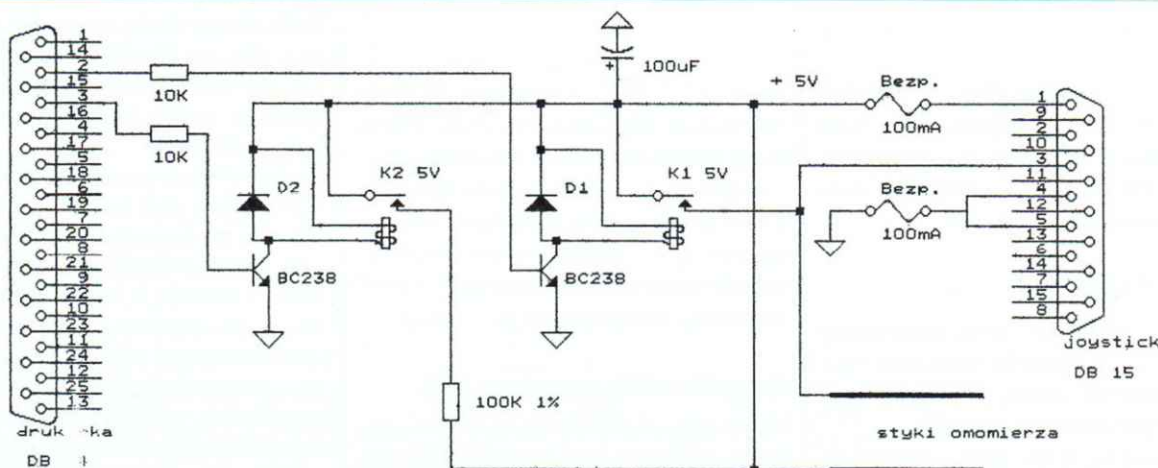 1
14
2
15
3
16
4
17
5
18
6
19
7
20
8
21
9
22
10
23
11
24
12
25
13
DB
10K
10K
D2
K2 5V
BC238
100K 1%
100uF
+
D1
K1 5V
BC238
+ 5V
Bezp.
100mA
Bezp.
100mA
1
9
2
10
3
11
4
12
5
13
6
14
7
15
8
joystick
DB 15
styki omomierza